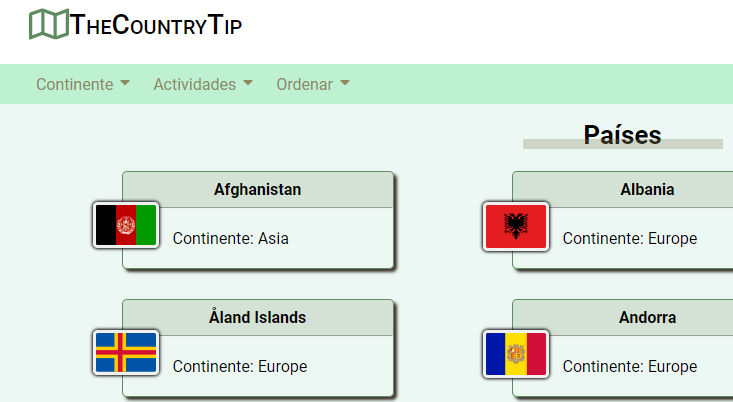 TheCountryTip
Continente Actividades Ordenar
Países
Afghanistan
Continente: Asia
Albania
Continente: Europe
Åland Islands
Continente: Europe
Andorra
Continente: Europe